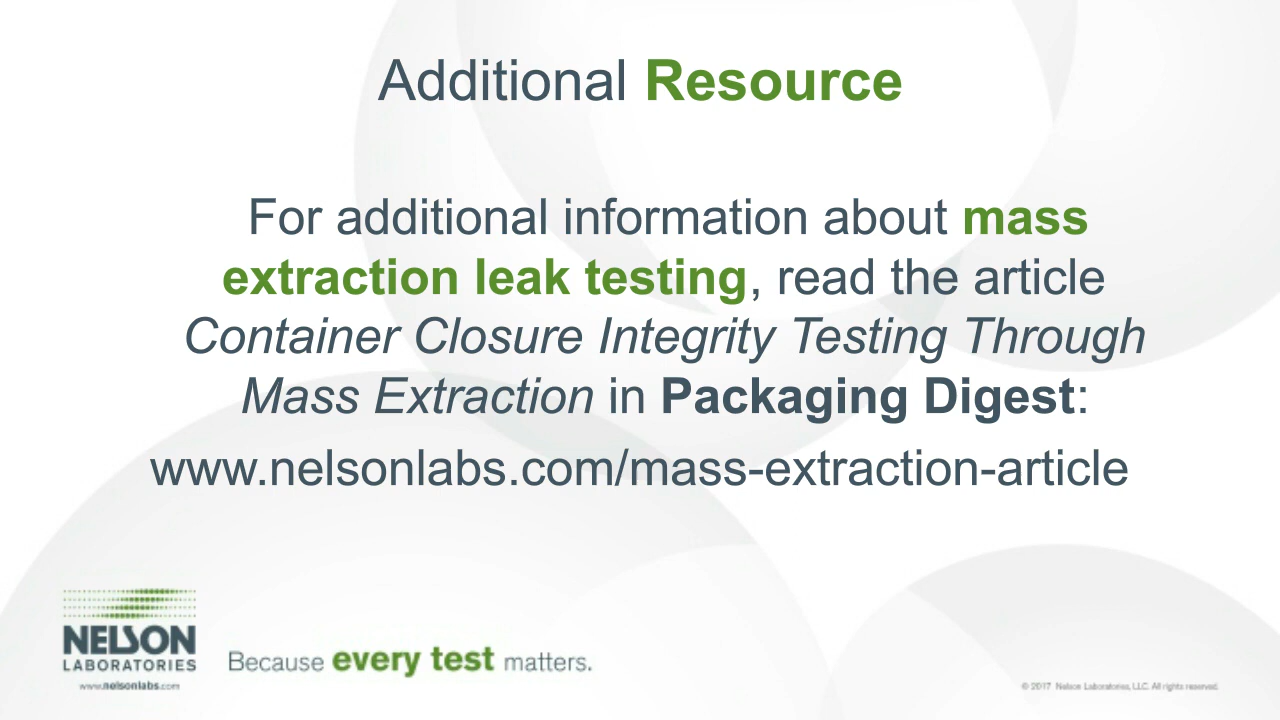 Additional Resource
For additional information about mass
extraction leak testing, read the article
Container Closure Integrity Testing Through
Mass Extraction in Packaging Digest:
www.nelsonlabs.com/mass-extraction-article
NELSON
LABORATORIES
www.nelsonlabs.com
Because every test matters.
© 2017 Nelson Laboratories, LLC. All rights reserved.